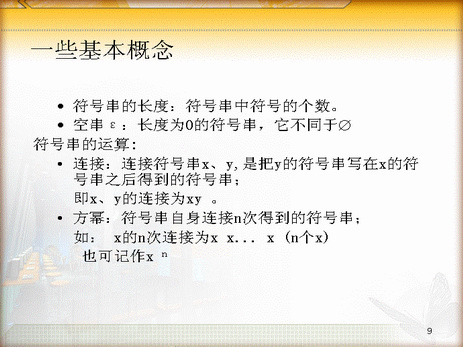 一些基本概念
• 符号串的长度：符号串中符号的个数。
• 空串ε：长度为0的符号串，它不同于∅
符号串的运算:
• 连接：连接符号串x、y,是把y的符号串写在x的符
号串之后得到的符号串；
即x、y的连接为xy 。
• 方幂：符号串自身连接n次得到的符号串；
如： x的n次连接为x x... x (n个x)
也可记作x ⁿ
9